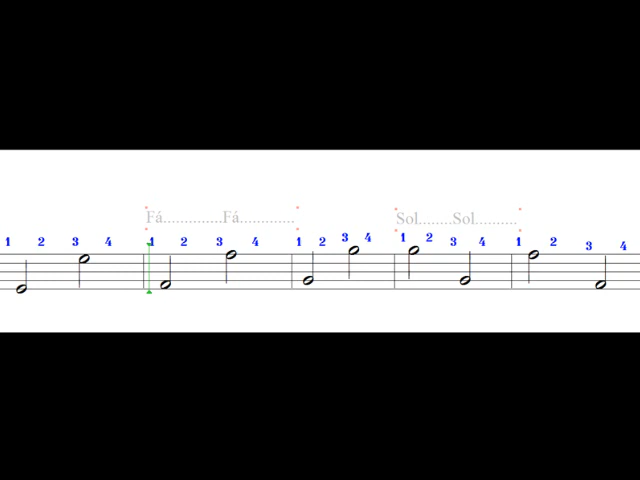 Fá..............Fá.............
Sol........Sol..........
1 2 3 4 1 2 3 4 1 2 3 4 1 2 3 4 1 2 3 4